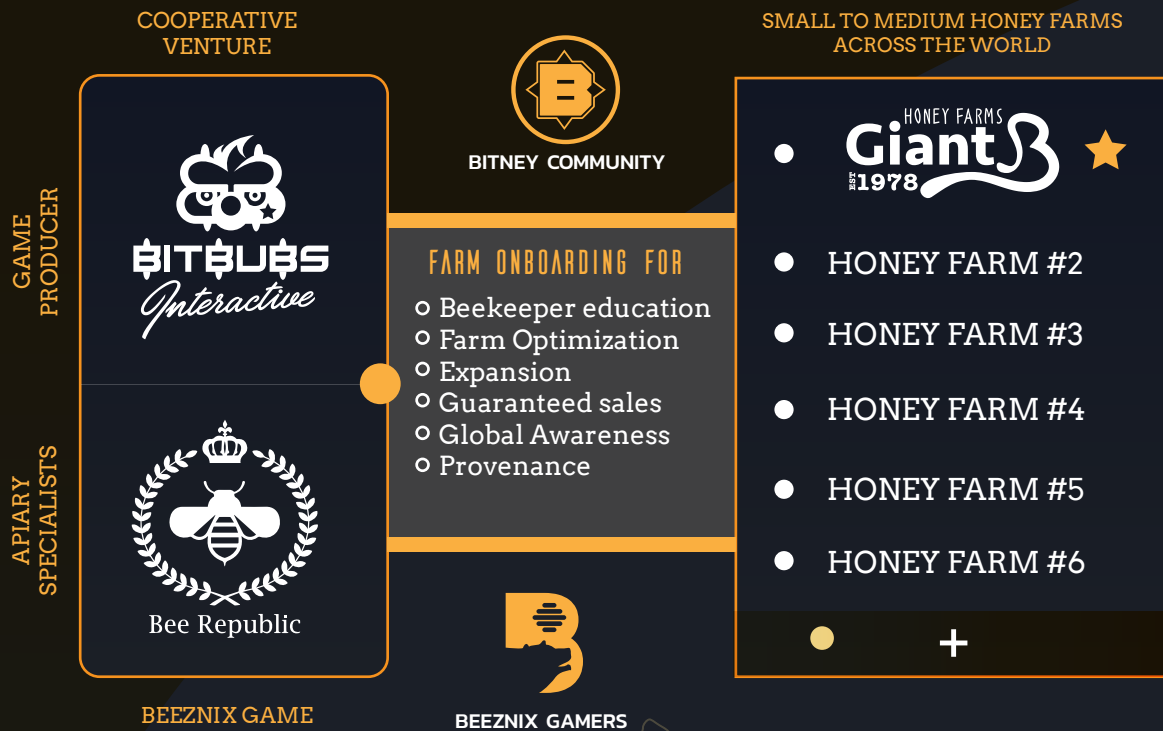 COOPERATIVE
VENTURE
GAME
PRODUCER
BITBUBS
Interactive
APIARY
SPECIALISTS
Bee Republic
BEEZNIX GAME
B
BITNEY COMMUNITY
FARM ONBOARDING FOR
Beekeeper education
Farm Optimization
Expansion
Guaranteed sales
Global Awareness
Provenance
BEEZNIX GAMERS
SMALL TO MEDIUM HONEY FARMS
ACROSS THE WORLD
HONEY FARMS
Giant B
EST 1978
HONEY FARM #2
HONEY FARM #3
HONEY FARM #4
HONEY FARM #5
HONEY FARM #6
+